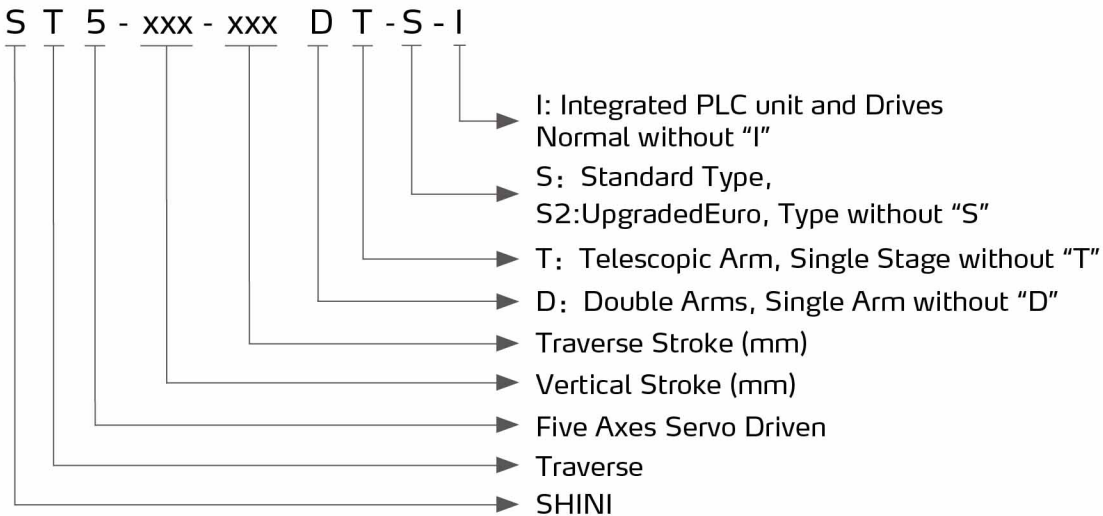 S T 5 - xxx - xxx D T - S - I
I: Integrated PLC unit and Drives
Normal without “I”
S: Standard Type,
S2:UpgradedEuro, Type without “S”
T: Telescopic Arm, Single Stage without “T”
D: Double Arms, Single Arm without “D”
Traverse Stroke (mm)
Vertical Stroke (mm)
Five Axes Servo Driven
Traverse
SHINI